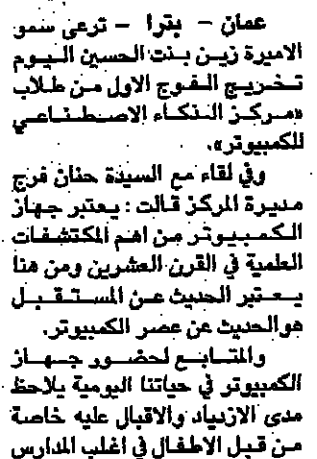 عمان - بترا - ترعى سمو
الاميرة زين بنت الحسين اليوم
تخريج الفوج الاول من طلاب
«مركز الذكاء الاصطناعي
للكمبيوتر».
وفي لقاء مع السيدة حنان فرج
مديرة المركز قالت : يعتبر جهاز
الكمبيوتر من اهم المكتشفات
العلمية في القرن العشرين ومن هنا
يعتبر الحديث عن المستقبل
هوالحديث عن عصر الكمبيوتر.
والمتابع لحضور جهاز
الكمبيوتر في حياتنا اليومية يلاحظ
مدى الازدياد والاقبال عليه خاصة
من قبل الاطفال في اغلب المدارس